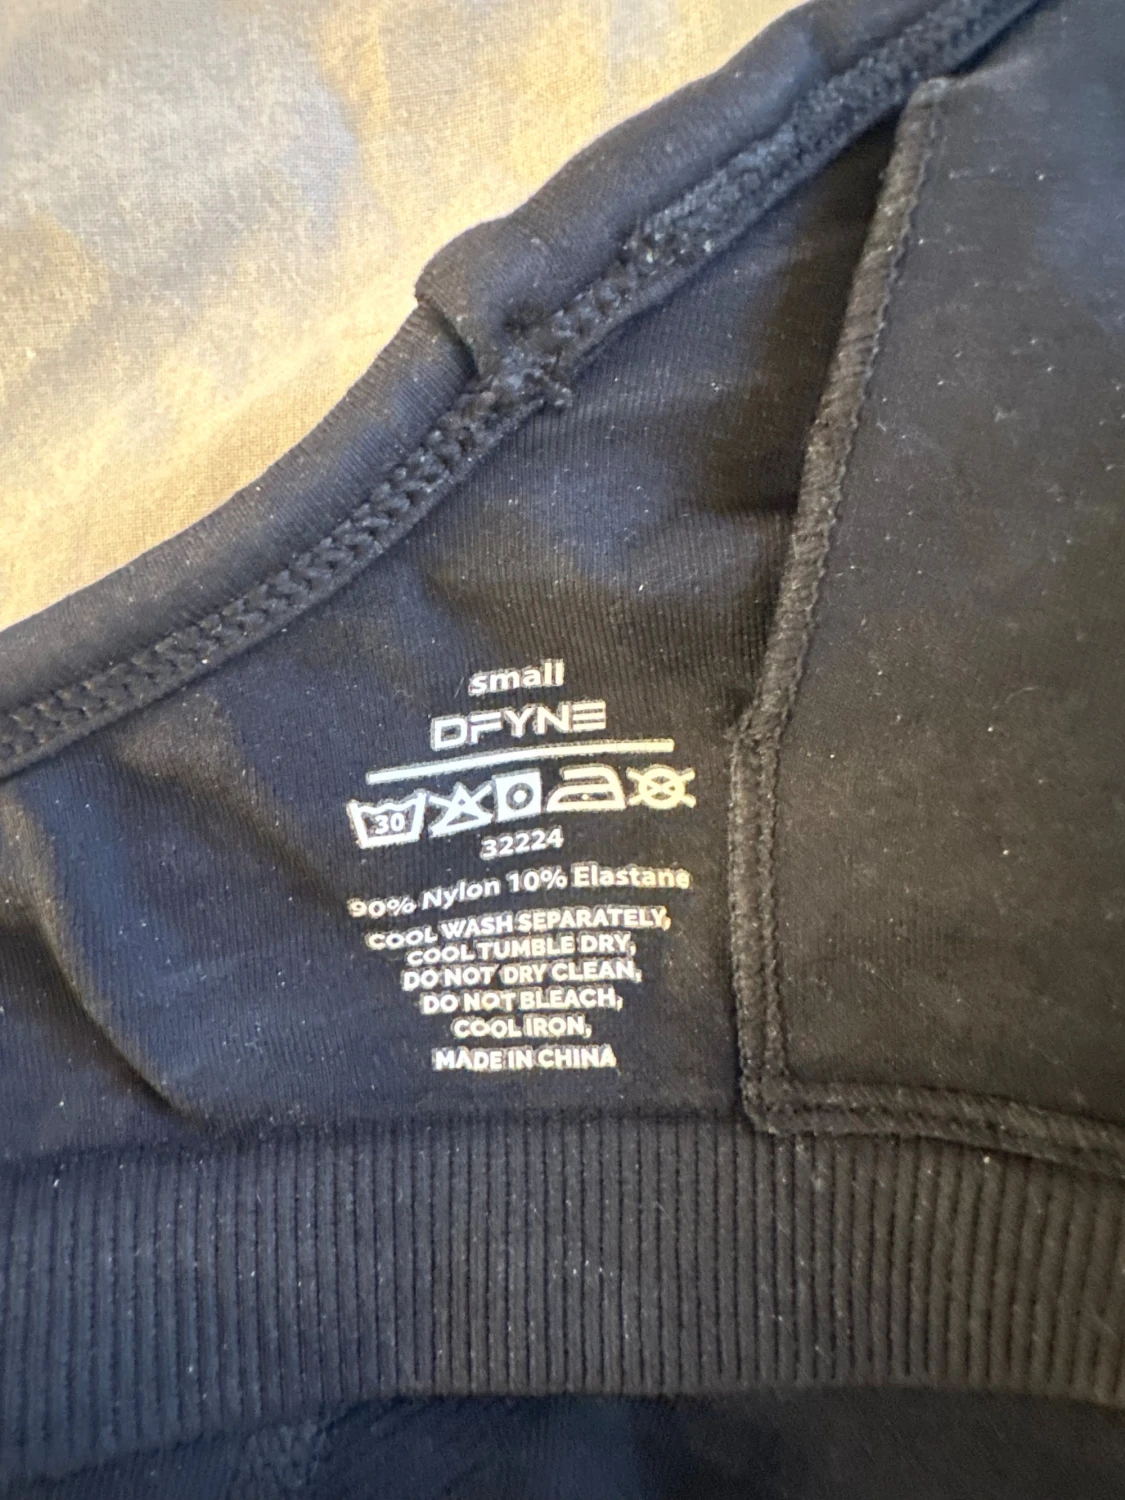 small
DFYNE
30
32224
90% Nylon 10% Elastane
COOL WASH SEPARATELY,
COOL TUMBLE DRY,
DO NOT DRY CLEAN,
DO NOT BLEACH,
COOL IRON,
MADE IN CHINA